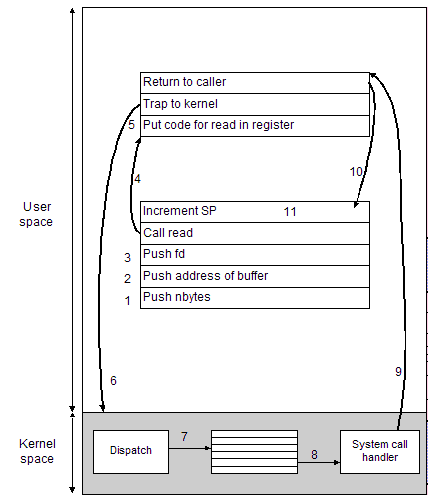 Return to caller
Trap to kernel
5 Put code for read in register
4
10
User
space
Increment SP 11
Call read
3 Push fd
2 Push address of buffer
1 Push nbytes
6
9
Kernel
space
Dispatch
7
8
System call
handler